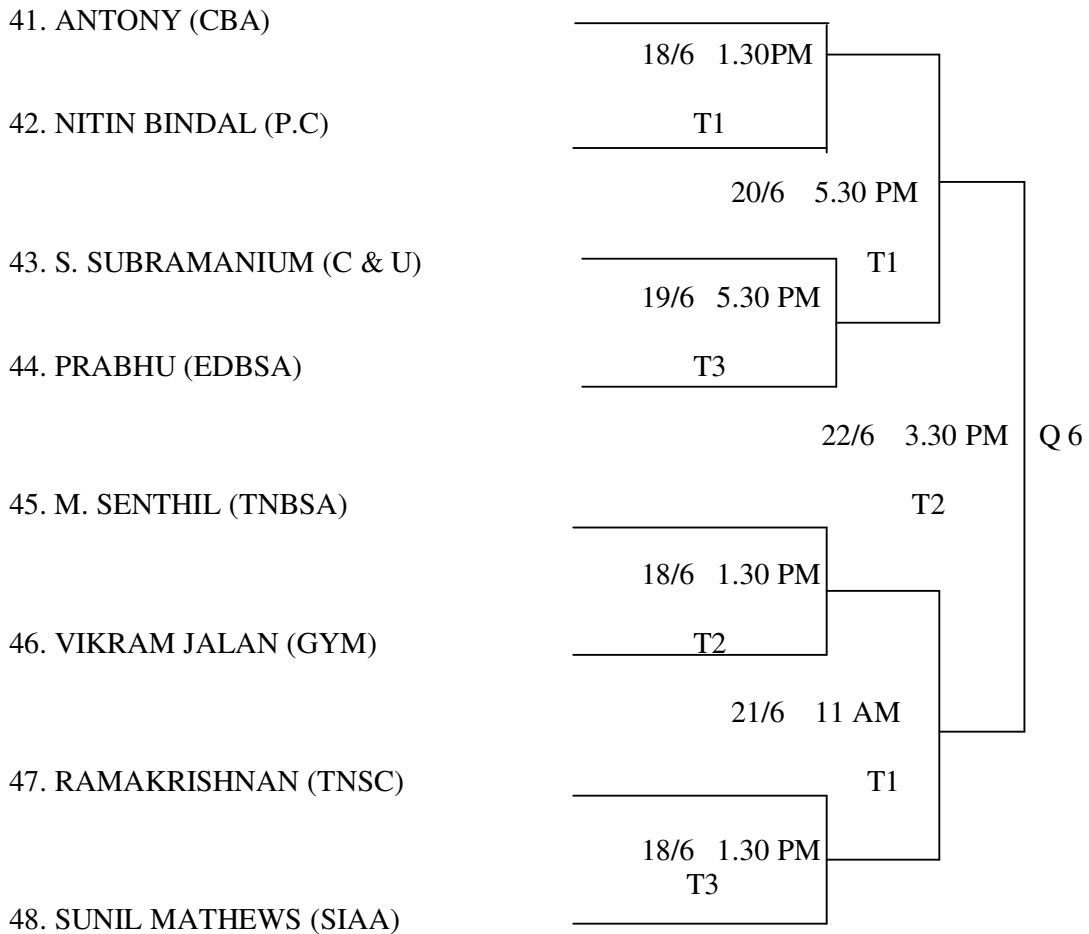 41. ANTONY (CBA)
18/6 1.30PM
42. NITIN BINDAL (P.C)
T1
20/6 5.30 PM
43. S. SUBRAMANIUM (C & U)
T1
19/6 5.30 PM
44. PRABHU (EDBSA)
T3
22/6 3.30 PM
Q 6
45. M. SENTHIL (TNBSA)
T2
18/6 1.30 PM
46. VIKRAM JALAN (GYM)
T2
21/6 11 AM
47. RAMAKRISHNAN (TNSC)
T1
18/6 1.30 PM
T3
48. SUNIL MATHEWS (SIAA)